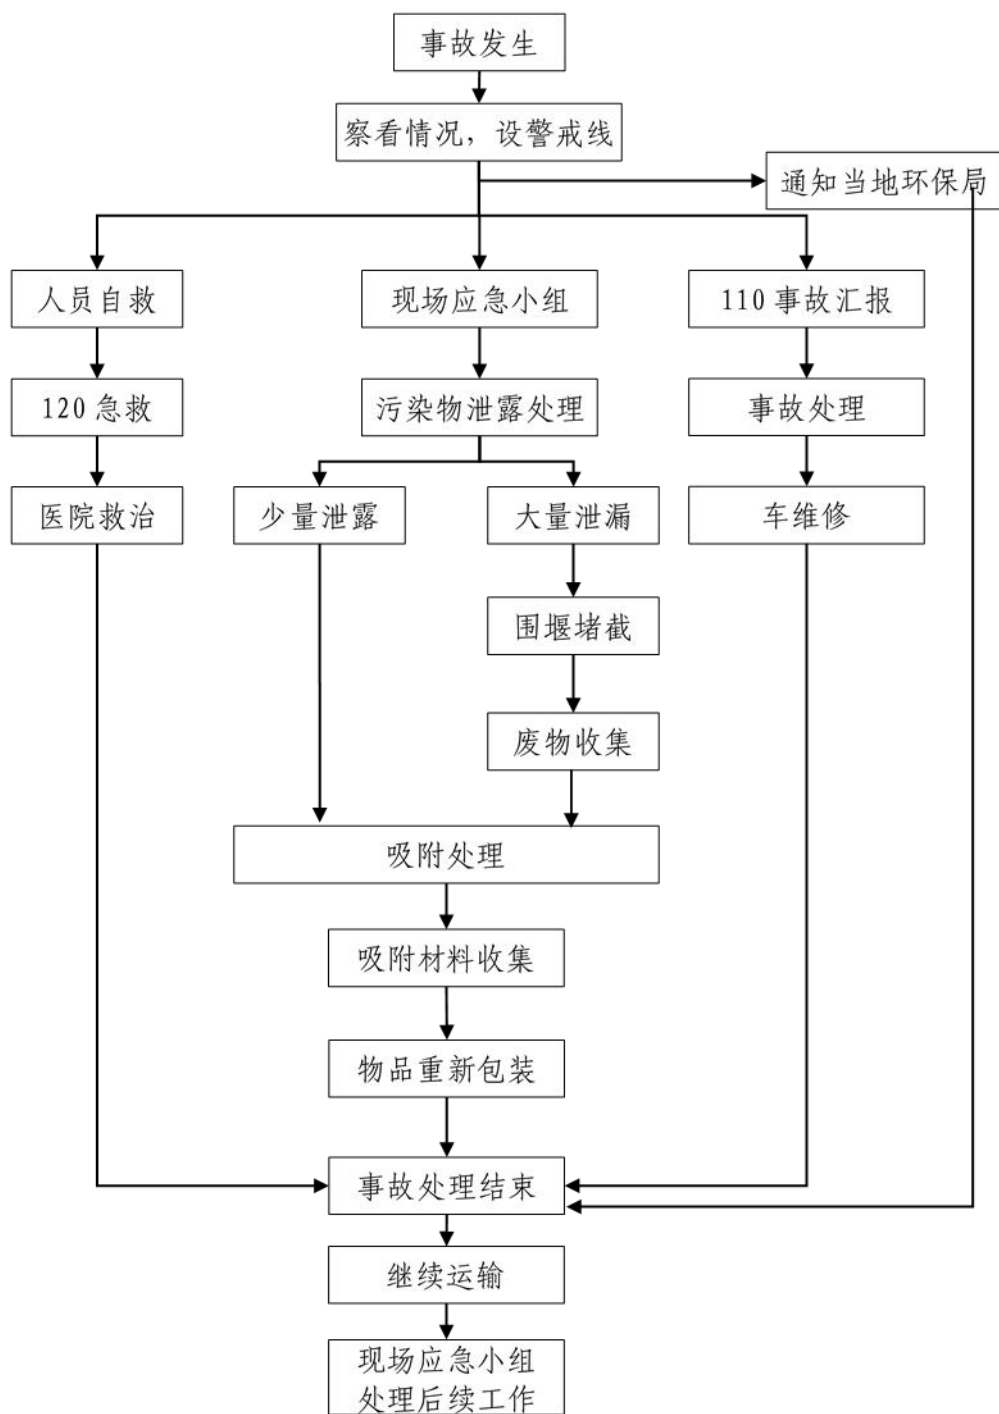 事故发生
察看情况，设警戒线
通知当地环保局
人员自救
现场应急小组
110 事故汇报
120 急救
污染物泄露处理
事故处理
医院救治
少量泄露
大量泄漏
车维修
围堰堵截
废物收集
吸附处理
吸附材料收集
物品重新包装
事故处理结束
继续运输
现场应急小组
处理后续工作